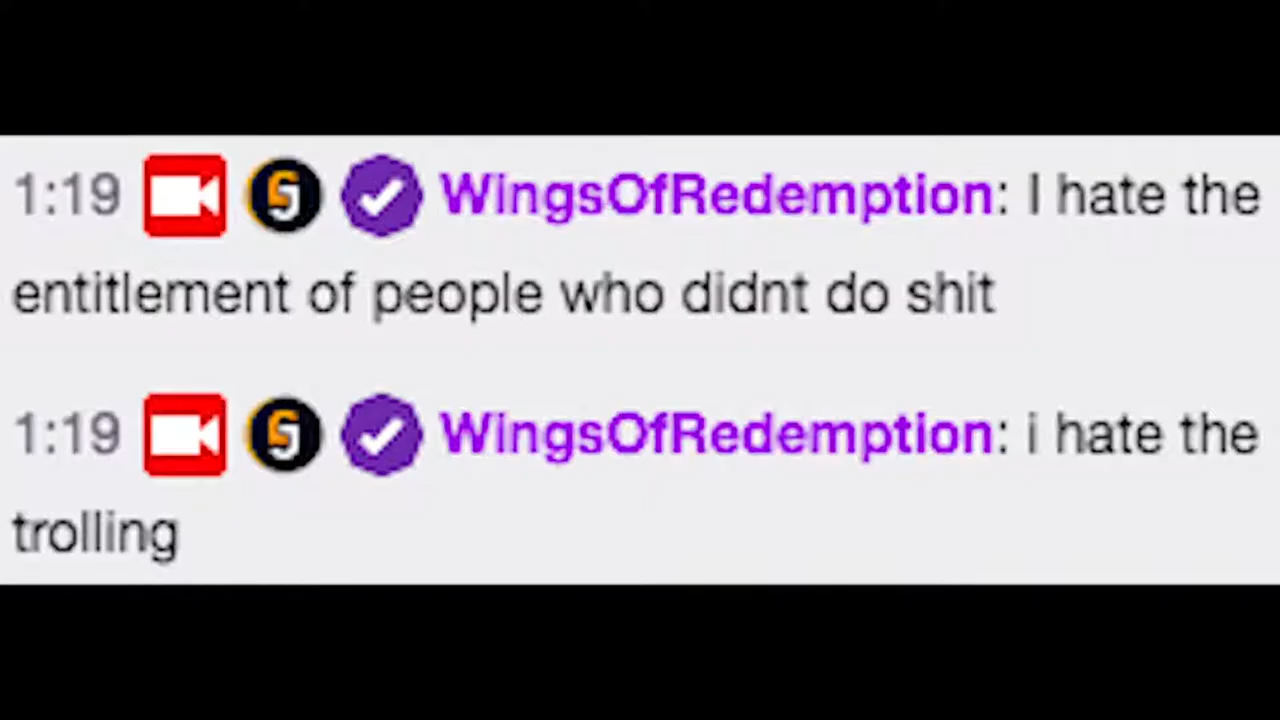 1:19 WingsOfRedemption: I hate the
entitlement of people who didnt do shit
1:19 WingsOfRedemption: i hate the
trolling